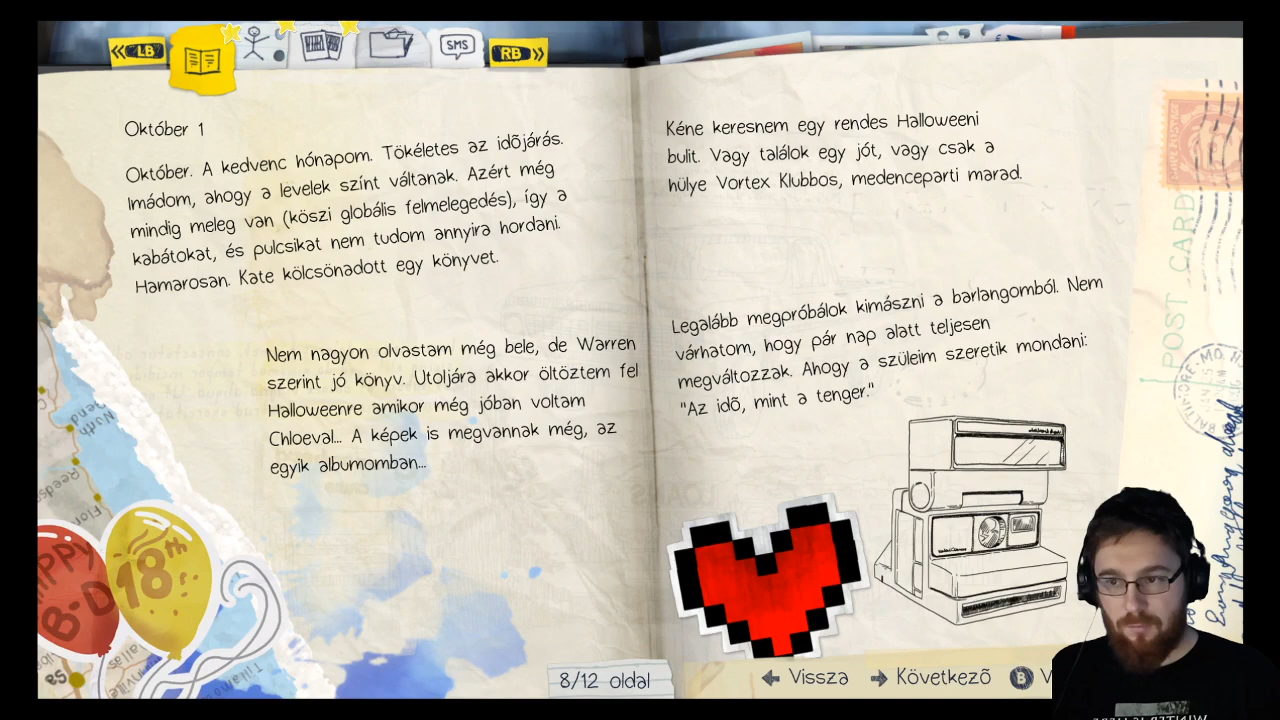 LB
SMS
RB
Október 1
Október. A kedvenc hónapom. Tökéletes az idõjárás.
Imádom, ahogy a levelek színt váltanak. Azért még
mindig meleg van (köszi globális felmelegedés), így a
kabátokat, és pulcsikat nem tudom annyira hordani.
Hamarosan. Kate kölcsönadott egy könyvet.
Nem nagyon olvastam még bele, de Warren
szerint jó könyv. Utoljára akkor öltöztem fel
Halloweenre amikor még jóban voltam
Chloeval... A képek is megvannak még, az
egyik albumomban...
Kéne keresnem egy rendes Halloweeni
bulit. Vagy találok egy jót, vagy csak a
hülye Vortex Klubbos, medenceparti marad.
Legalább megpróbálok kimászni a barlangomból. Nem
várhatom, hogy pár nap alatt teljesen
megváltozzak. Ahogy a szüleim szeretik mondani:
"Az idõ, mint a tenger."
POST CARD
HAPPY
B-D
18th
8/12 oldal
Vissza
Következõ
B